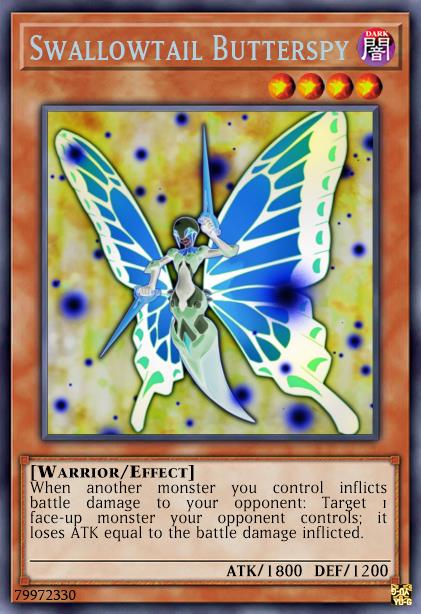 Swallowtail Butterspy
DARK
闇
[Warrior/Effect]
When another monster you control inflicts
battle damage to your opponent: Target 1
face-up monster your opponent controls; it
loses ATK equal to the battle damage inflicted.
ATK/1800 DEF/1200
79972330